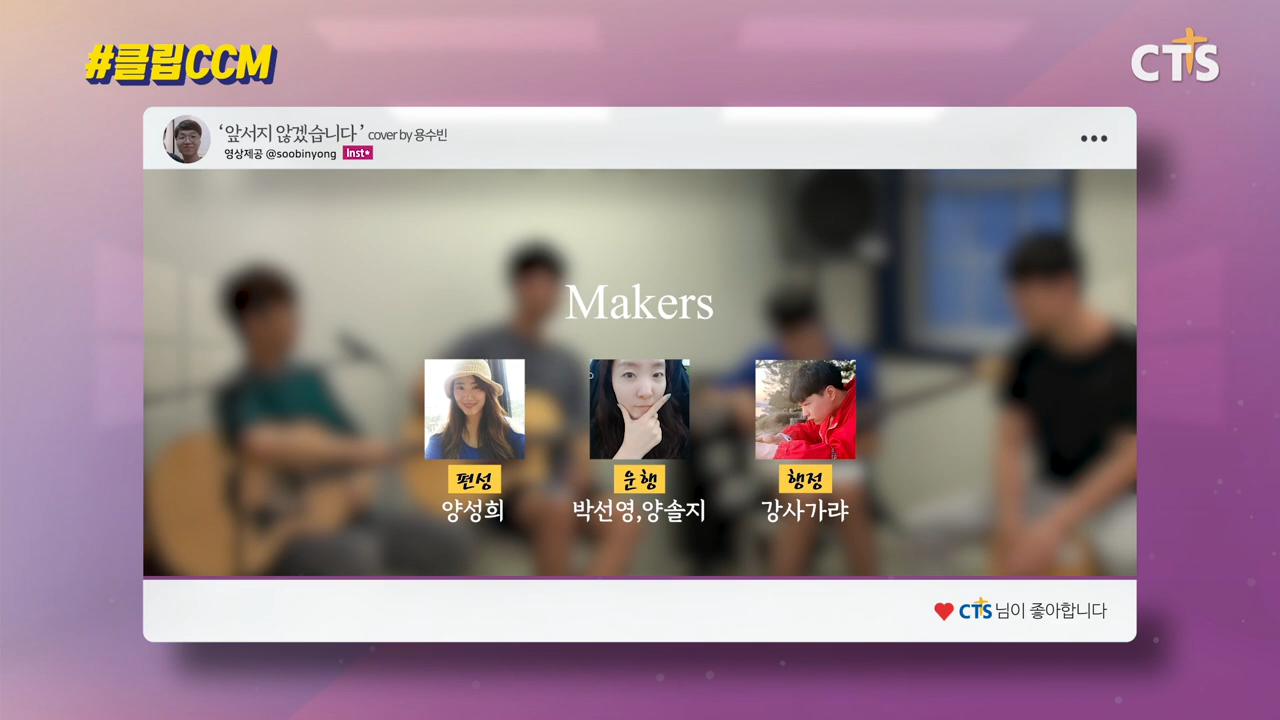 #클립CCM
CTS
‘앞서지 않겠습니다’ cover by 용수빈
영상제공 @soobinyong Inst★
Makers
편성
양성희
운행
박선영,양솔지
행정
강사가랴
CTS 님이 좋아합니다